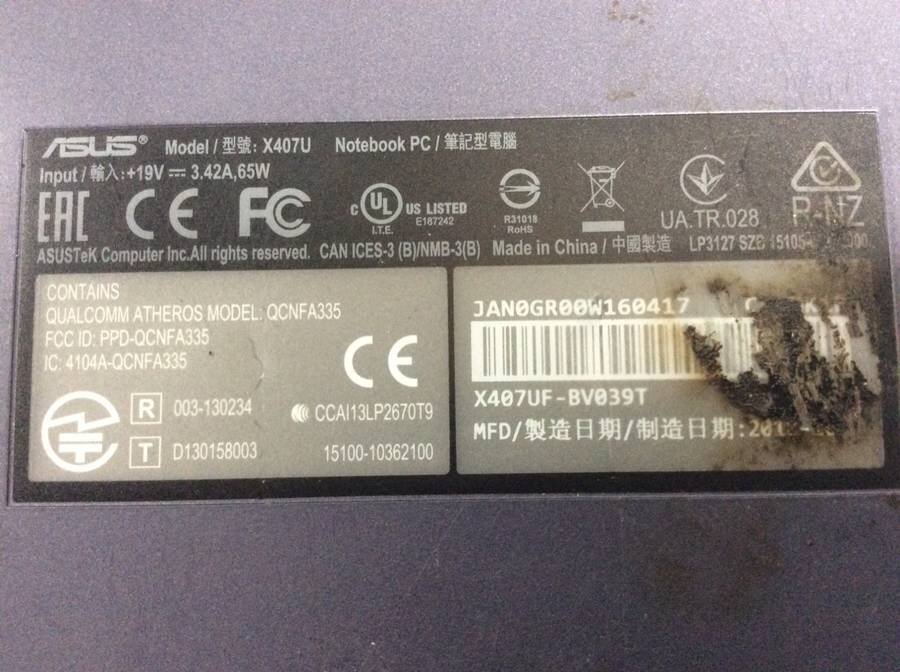 ASUS® Model / 型號: X407U Notebook PC / 筆記型電腦
Input / 輸入:+19V ⎓ 3.42A,65W
EAC CE FC c UL US LISTED
I.T.E. E187242
R31018
RoHS
UA.TR.028
R-NZ
ASUSTeK Computer Inc.All rights reserved. CAN ICES-3 (B)/NMB-3(B) Made in China / 中國製造 LP3127 SZB
CONTAINS
QUALCOMM ATHEROS MODEL: QCNFA335
FCC ID: PPD-QCNFA335
IC: 4104A-QCNFA335
CE
R 003-130234 CCAI13LP2670T9
T D130158003 15100-10362100
JAN0GR00W160417
X407UF-BV039T
MFD/製造日期/制造日期: